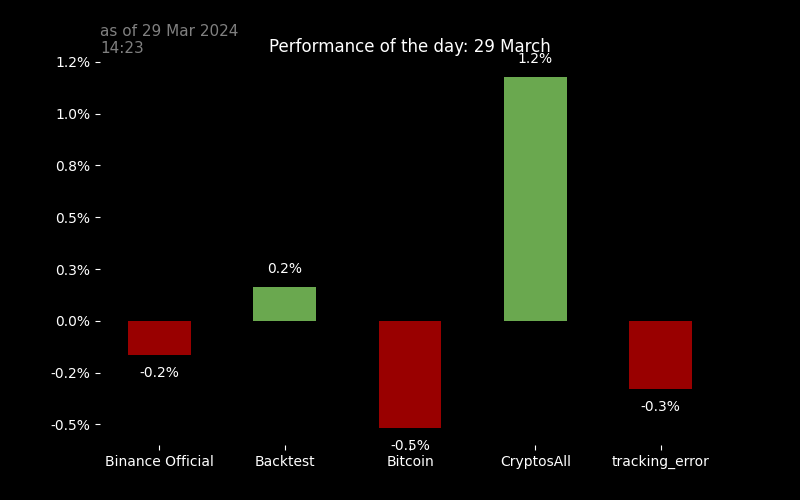 as of 29 Mar 2024
14:23
Performance of the day: 29 March
1.2%
1.0%
0.8%
0.5%
0.3%
0.0%
-0.2%
-0.5%
-0.2%
0.2%
-0.5%
1.2%
-0.3%
Binance Official
Backtest
Bitcoin
CryptosAll
tracking_error